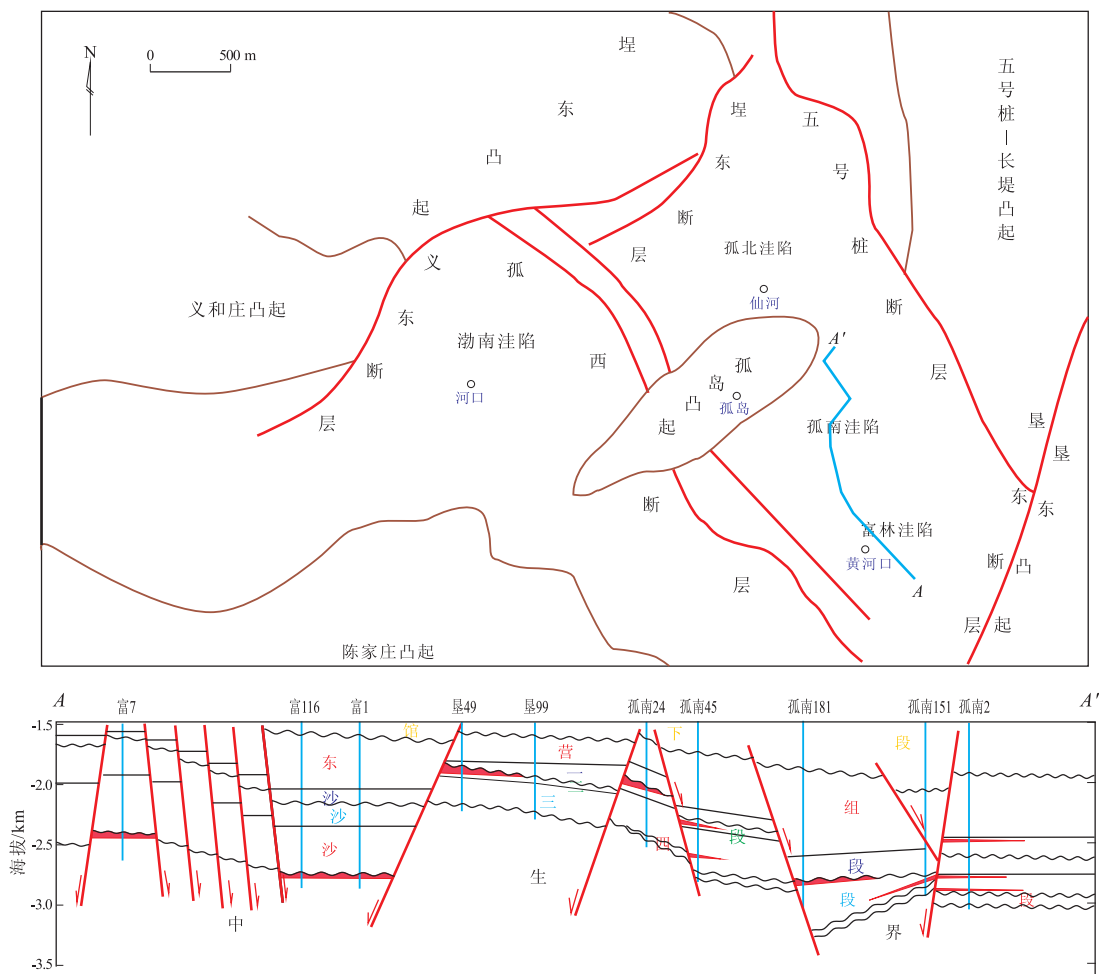 N
0 500 m
埕东凸起
埕东断层
五号桩断层
五号桩—长堤凸起
义和庄凸起
义东断层
孤西断层
渤南洼陷
河口
孤北洼陷
仙河
孤岛凸起
孤岛
A'
孤南洼陷
富林洼陷
黄河口
A
垦东断层
垦东凸起
陈家庄凸起
A
A'
富7 富116 富1 垦49 垦99 孤南24 孤南45 孤南181 孤南151 孤南2
海拔/km
-1.5
-2.0
-2.5
-3.0
-3.5
馆 下 段
东 营 组
沙 二 段 段
沙 三 段
沙 四 段
中 生 界